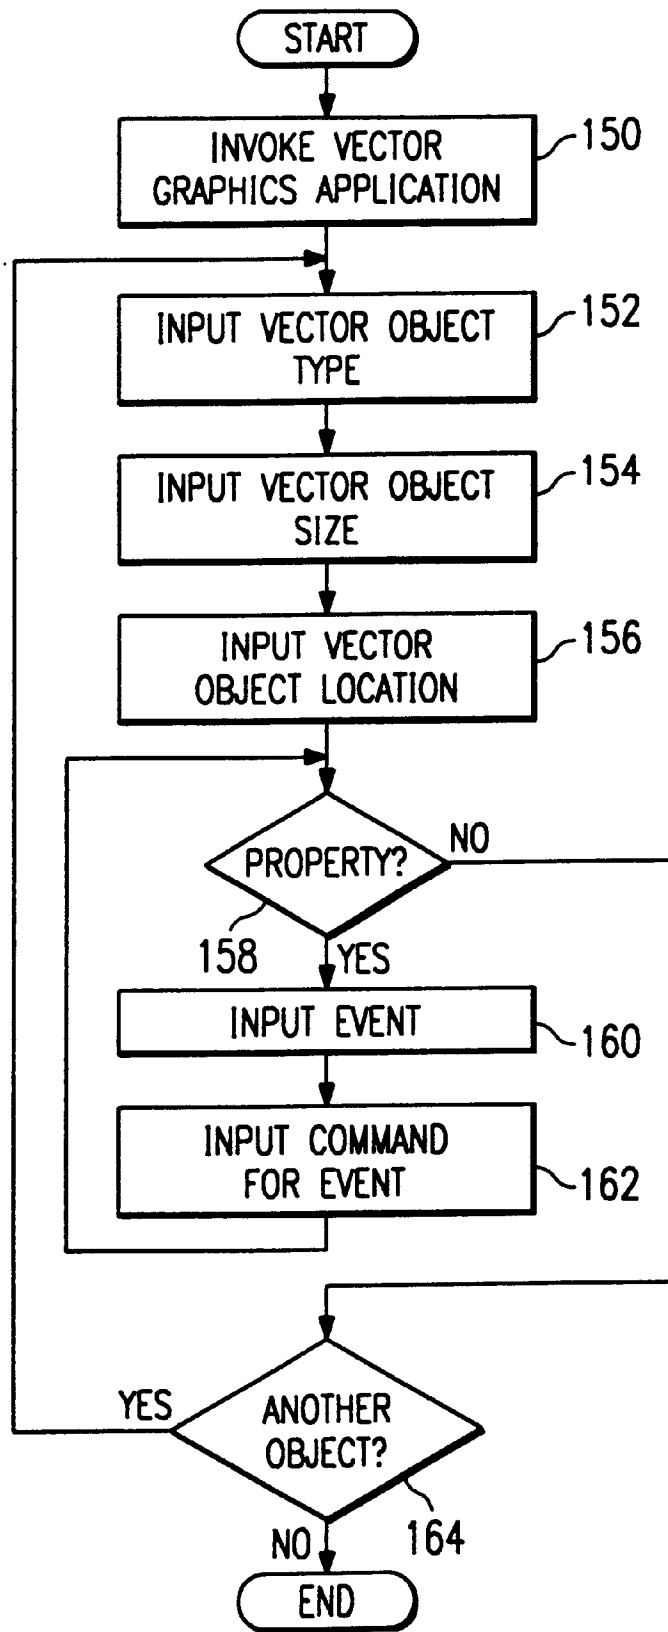 START
INVOKE VECTOR
GRAPHICS APPLICATION
150
INPUT VECTOR OBJECT
TYPE
152
INPUT VECTOR OBJECT
SIZE
154
INPUT VECTOR
OBJECT LOCATION
156
PROPERTY?
NO
158
YES
INPUT EVENT
160
INPUT COMMAND
FOR EVENT
162
YES
ANOTHER
OBJECT?
164
NO
END